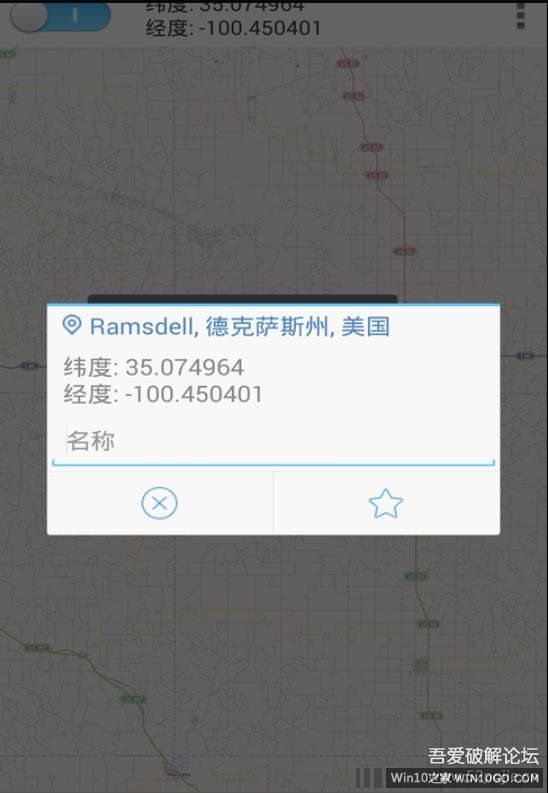 纬度: 35.074964
经度: -100.450401
Ramsdell, 德克萨斯州, 美国
纬度: 35.074964
经度: -100.450401
名称
吾爱破解论坛
Win10之家 WIN10GO.COM